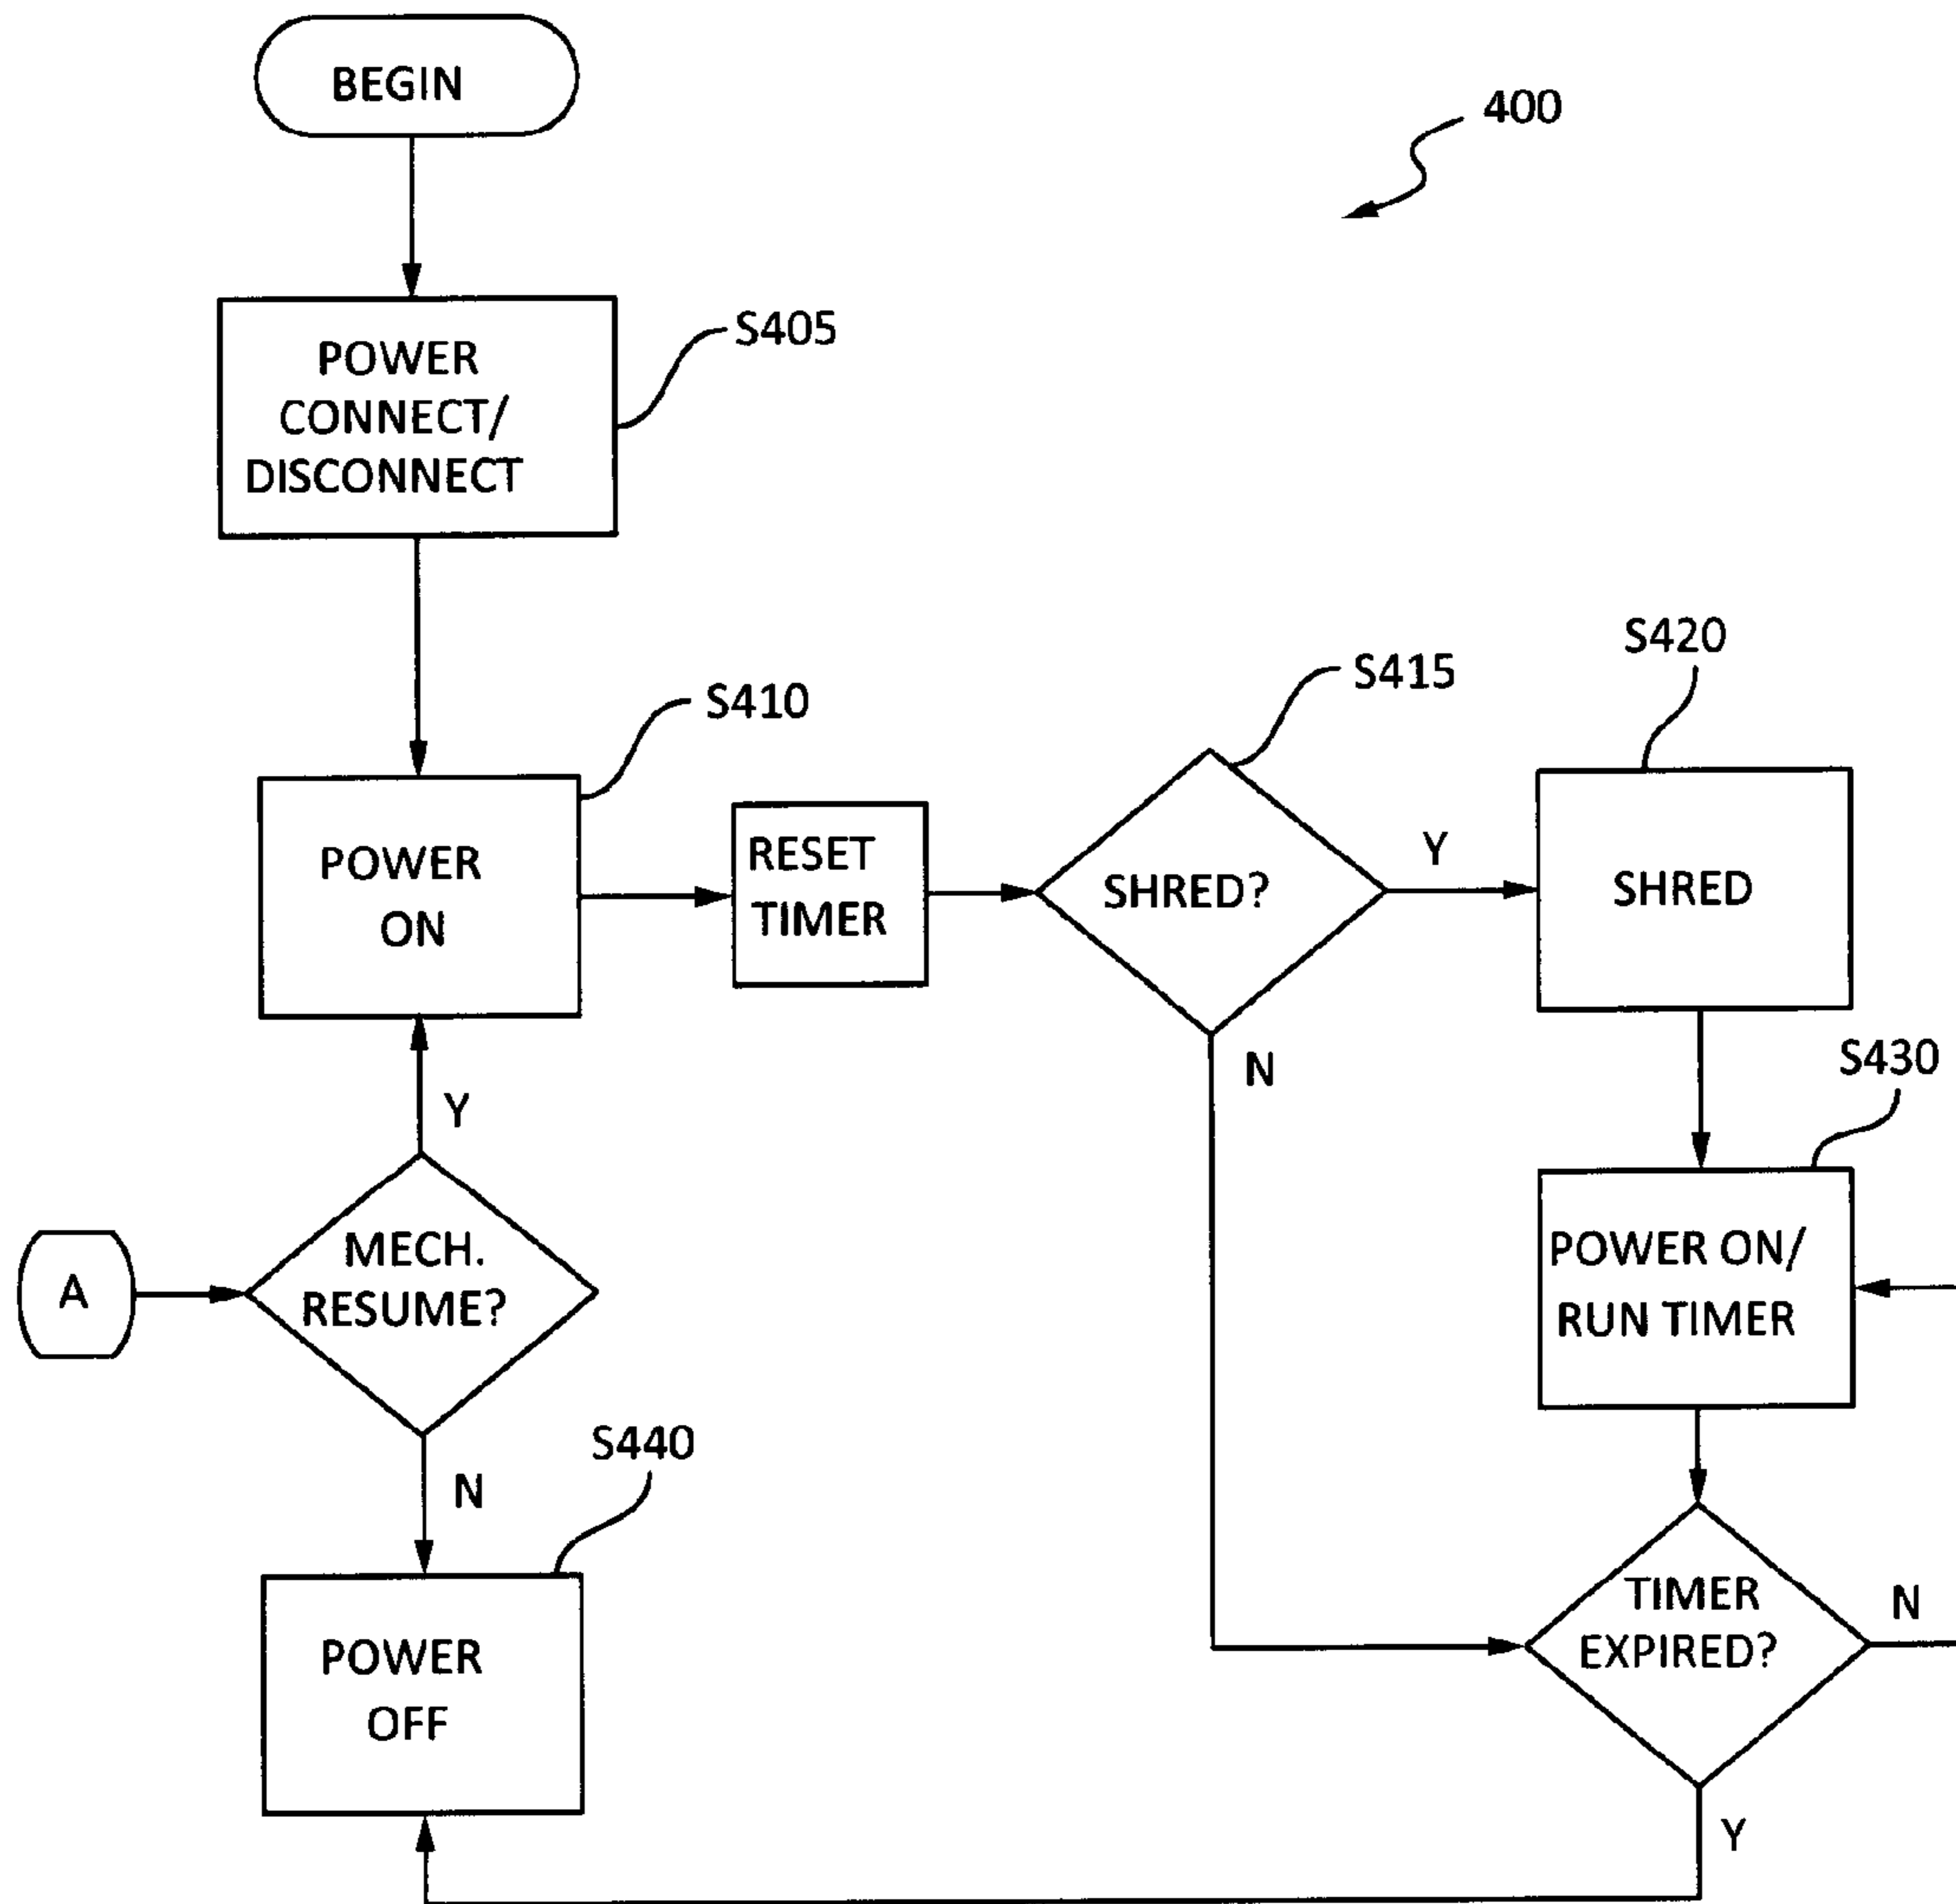 BEGIN
400
POWER
CONNECT/
DISCONNECT
S405
POWER
ON
S410
RESET
TIMER
SHRED?
S415
Y
N
SHRED
S420
POWER ON/
RUN TIMER
S430
TIMER
EXPIRED?
N
Y
A
MECH.
RESUME?
Y
N
POWER
OFF
S440